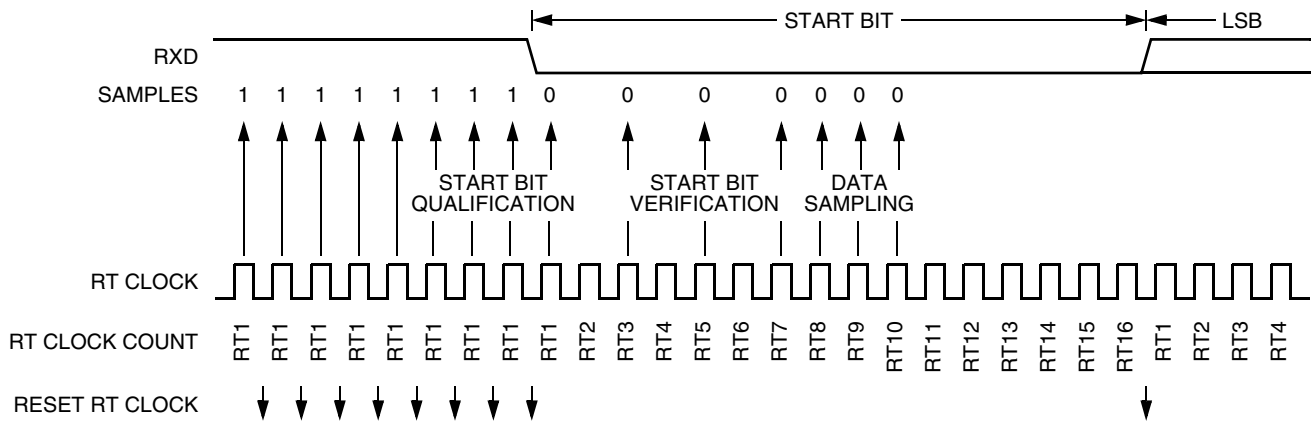 START BIT LSB
RXD
SAMPLES 1 1 1 1 1 1 1 1 0 0 0 0 0 0 0
START BIT QUALIFICATION START BIT VERIFICATION DATA SAMPLING
RT CLOCK
RT CLOCK COUNT RT1 RT1 RT1 RT1 RT1 RT1 RT1 RT1 RT1 RT2 RT3 RT4 RT5 RT6 RT7 RT8 RT9 RT10 RT11 RT12 RT13 RT14 RT15 RT16 RT1 RT2 RT3 RT4
RESET RT CLOCK